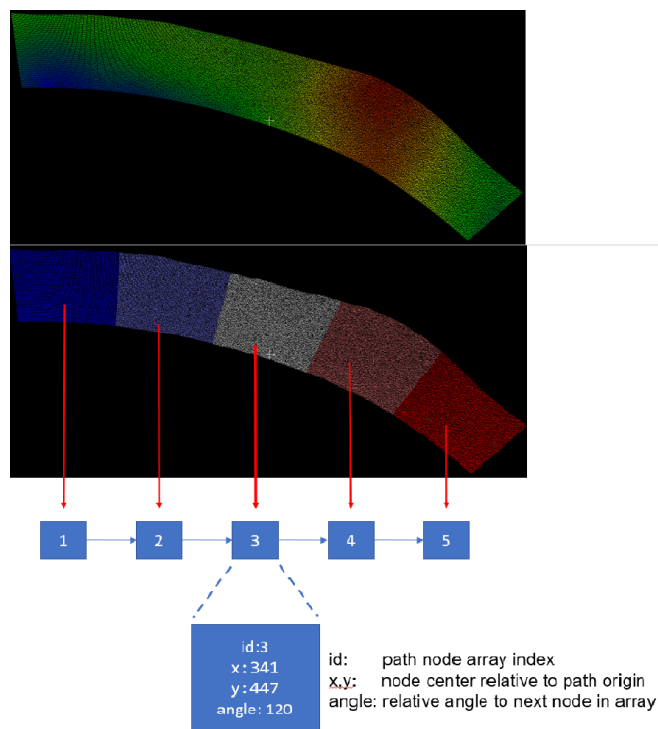 1 2 3 4 5
id:3
x:341
y:447
angle: 120
id: path node array index
x,y: node center relative to path origin
angle: relative angle to next node in array